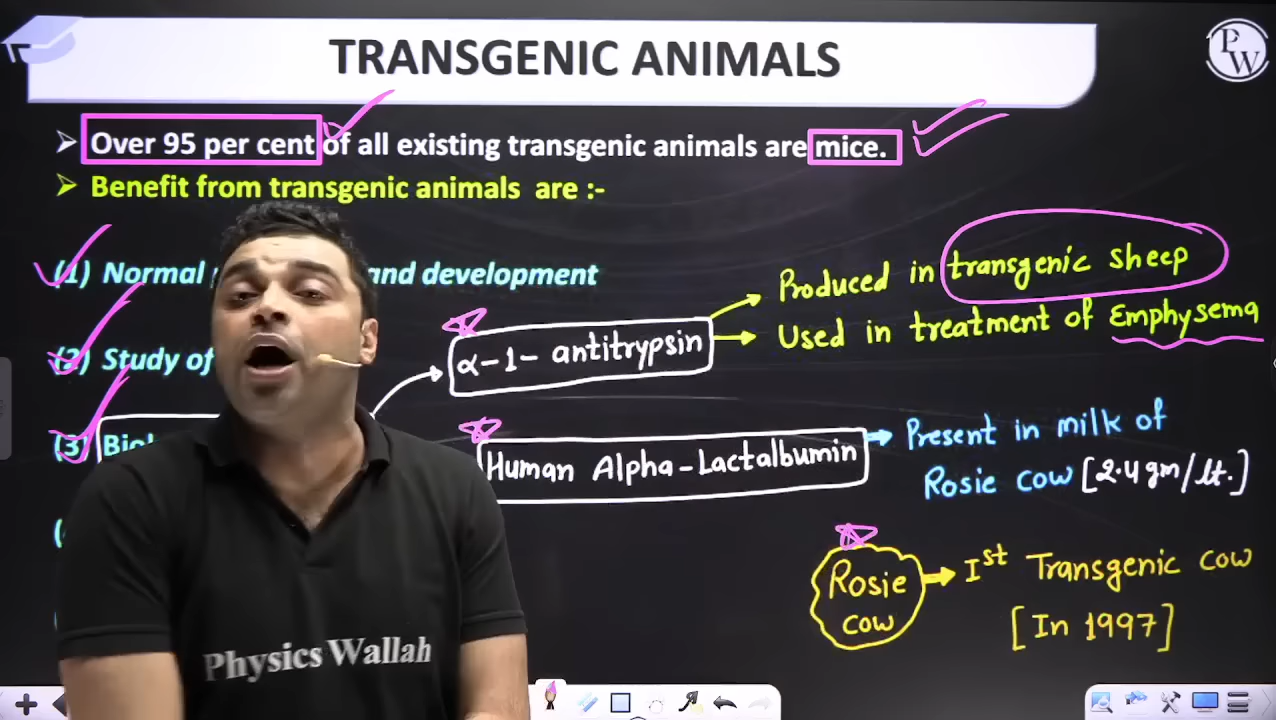 TRANSGENIC ANIMALS
PW
Over 95 per cent of all existing transgenic animals are mice.
Benefit from transgenic animals are :-
(1) Normal and development
Produced in transgenic sheep
Used in treatment of Emphysema
α-1-antitrypsin
(2) Study of
(3)
Human Alpha-Lactalbumin
Present in milk of
Rosie cow [2.4 gm/lt.]
Rosie
cow
Ist Transgenic cow
[In 1997]
Physics Wallah